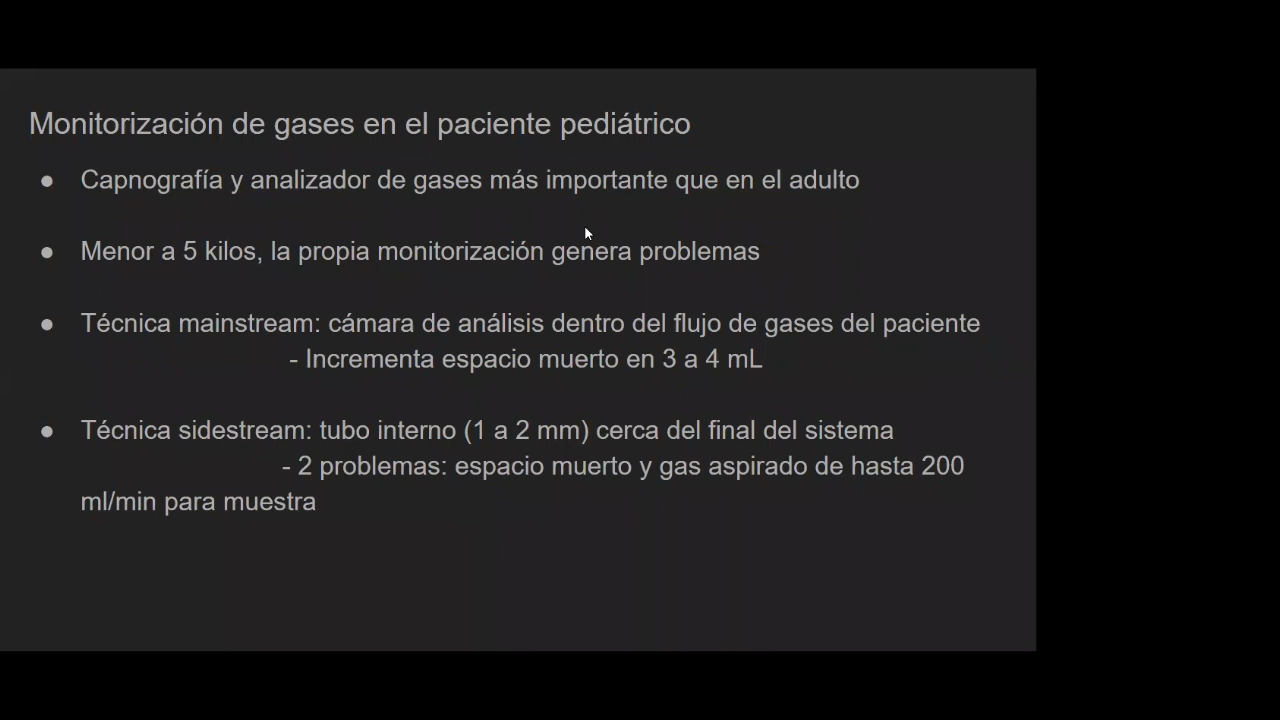 Monitorización de gases en el paciente pediátrico
● Capnografía y analizador de gases más importante que en el adulto
● Menor a 5 kilos, la propia monitorización genera problemas
● Técnica mainstream: cámara de análisis dentro del flujo de gases del paciente
- Incrementa espacio muerto en 3 a 4 mL
● Técnica sidestream: tubo interno (1 a 2 mm) cerca del final del sistema
- 2 problemas: espacio muerto y gas aspirado de hasta 200
ml/min para muestra